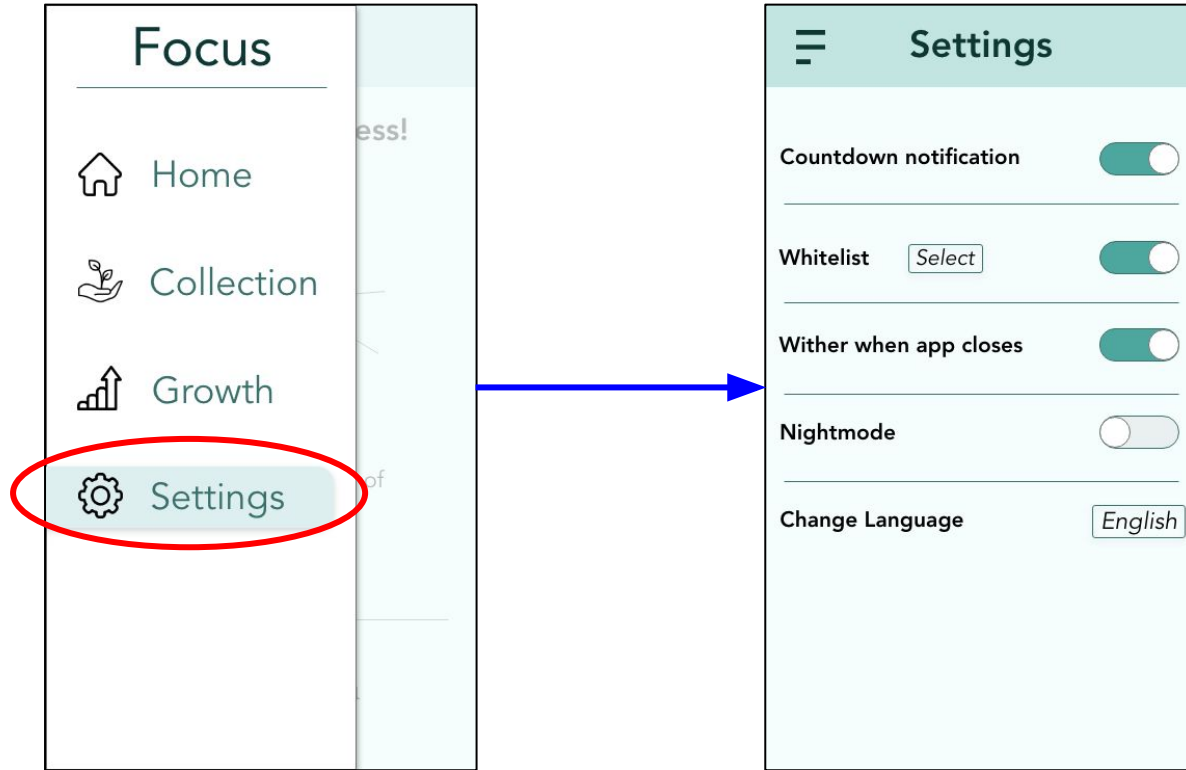 Focus
ess!
Home
Collection
Growth
Settings
of
Settings
Countdown notification
Whitelist Select
Wither when app closes
Nightmode
Change Language English